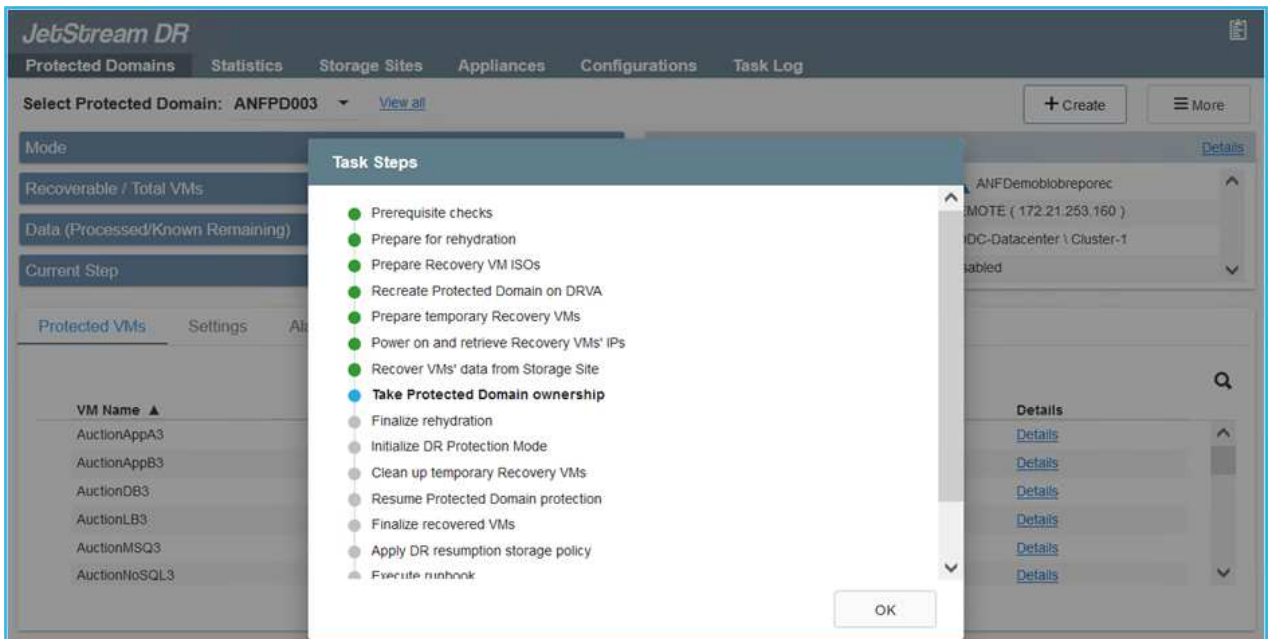 JetStream DR
Protected Domains Statistics Storage Sites Appliances Configurations Task Log
Select Protected Domain: ANFPD003 View all + Create More
Mode Details
Recoverable / Total VMs
Data (Processed/Known Remaining)
Current Step
ANFDemoblobreporec
MOTE ( 172.21.253.160 )
DC-Datacenter \ Cluster-1
abled
Task Steps
Prerequisite checks
Prepare for rehydration
Prepare Recovery VM ISOs
Recreate Protected Domain on DRVA
Prepare temporary Recovery VMs
Power on and retrieve Recovery VMs' IPs
Recover VMs' data from Storage Site
Take Protected Domain ownership
Finalize rehydration
Initialize DR Protection Mode
Clean up temporary Recovery VMs
Resume Protected Domain protection
Finalize recovered VMs
Apply DR resumption storage policy
Execute runbook
OK
Protected VMs Settings Ala
VM Name ▲ Details
AuctionAppA3 Details
AuctionAppB3 Details
AuctionDB3 Details
AuctionLB3 Details
AuctionMSQ3 Details
AuctionNoSQL3 Details